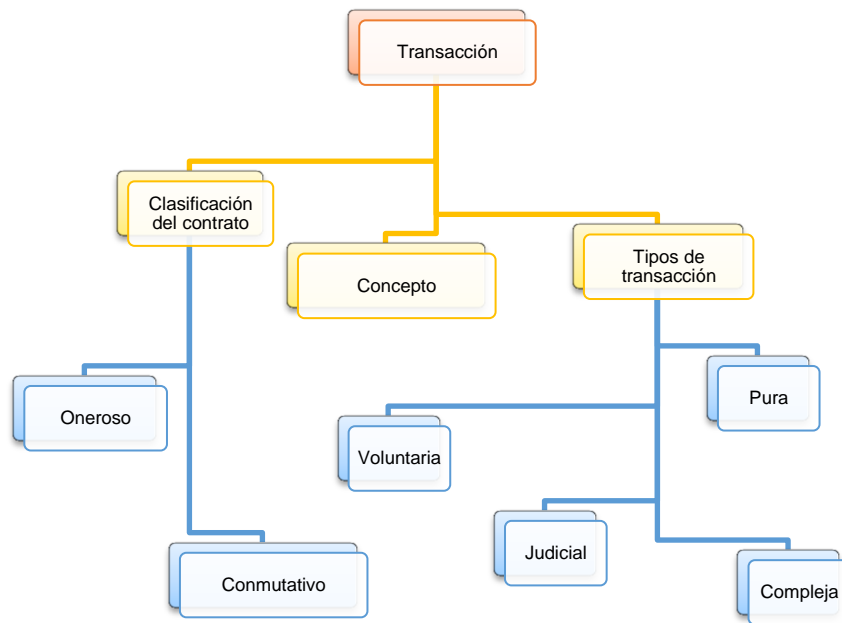 Transacción
Clasificación
del contrato
Concepto
Tipos de
transacción
Oneroso
Conmutativo
Voluntaria
Judicial
Pura
Compleja